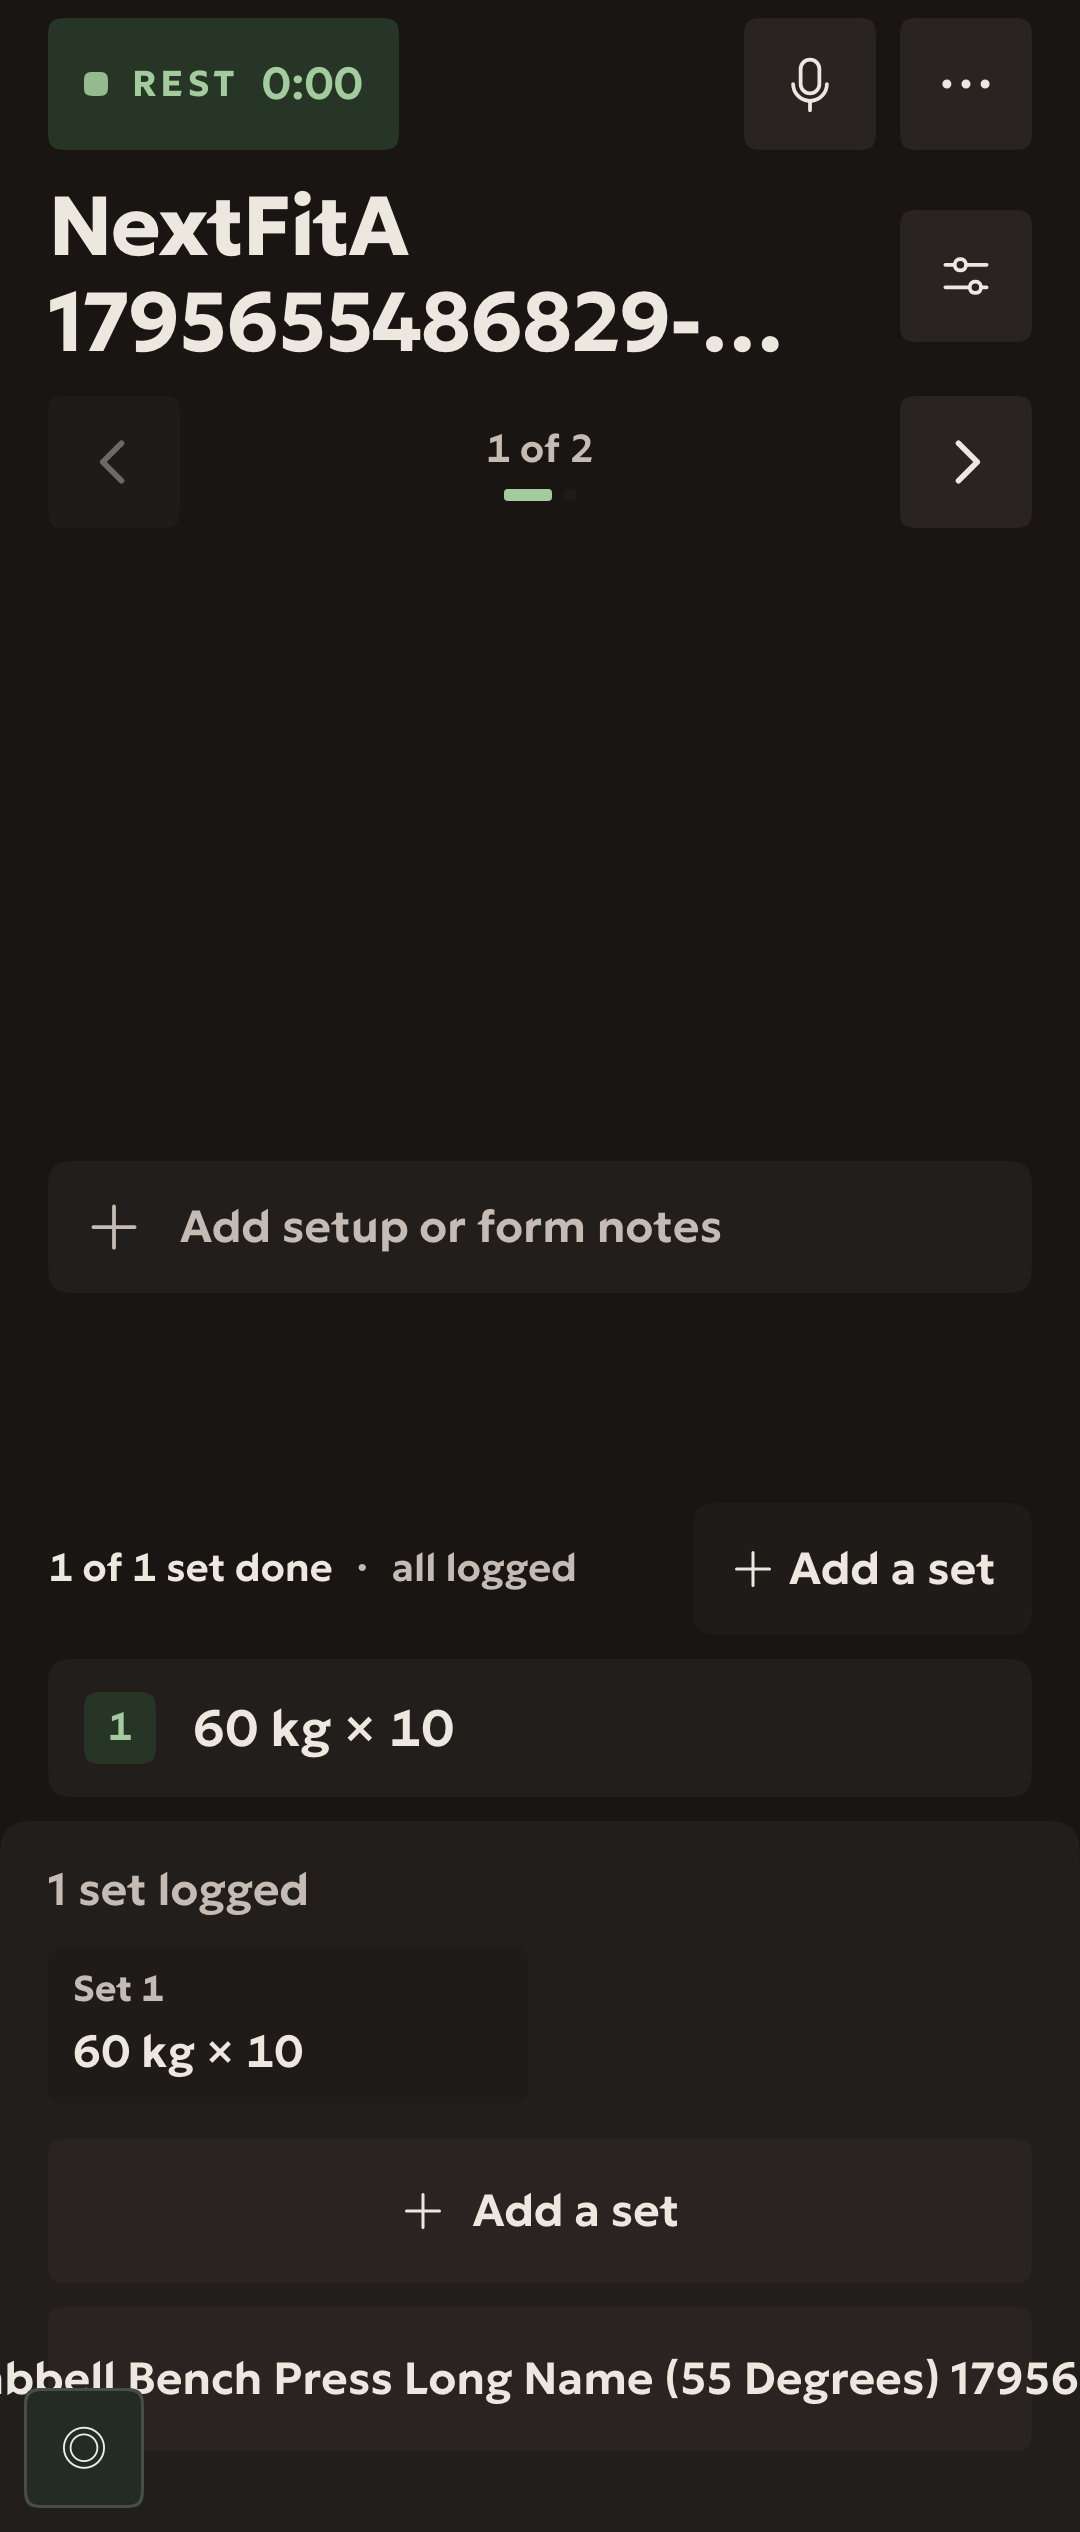 REST 0:00
NextFitA
1795655486829-...
1 of 2
Add setup or form notes
1 of 1 set done · all logged
Add a set
1 60 kg × 10
1 set logged
Set 1
60 kg × 10
Add a set
Bench Press Long Name (55 Degrees)